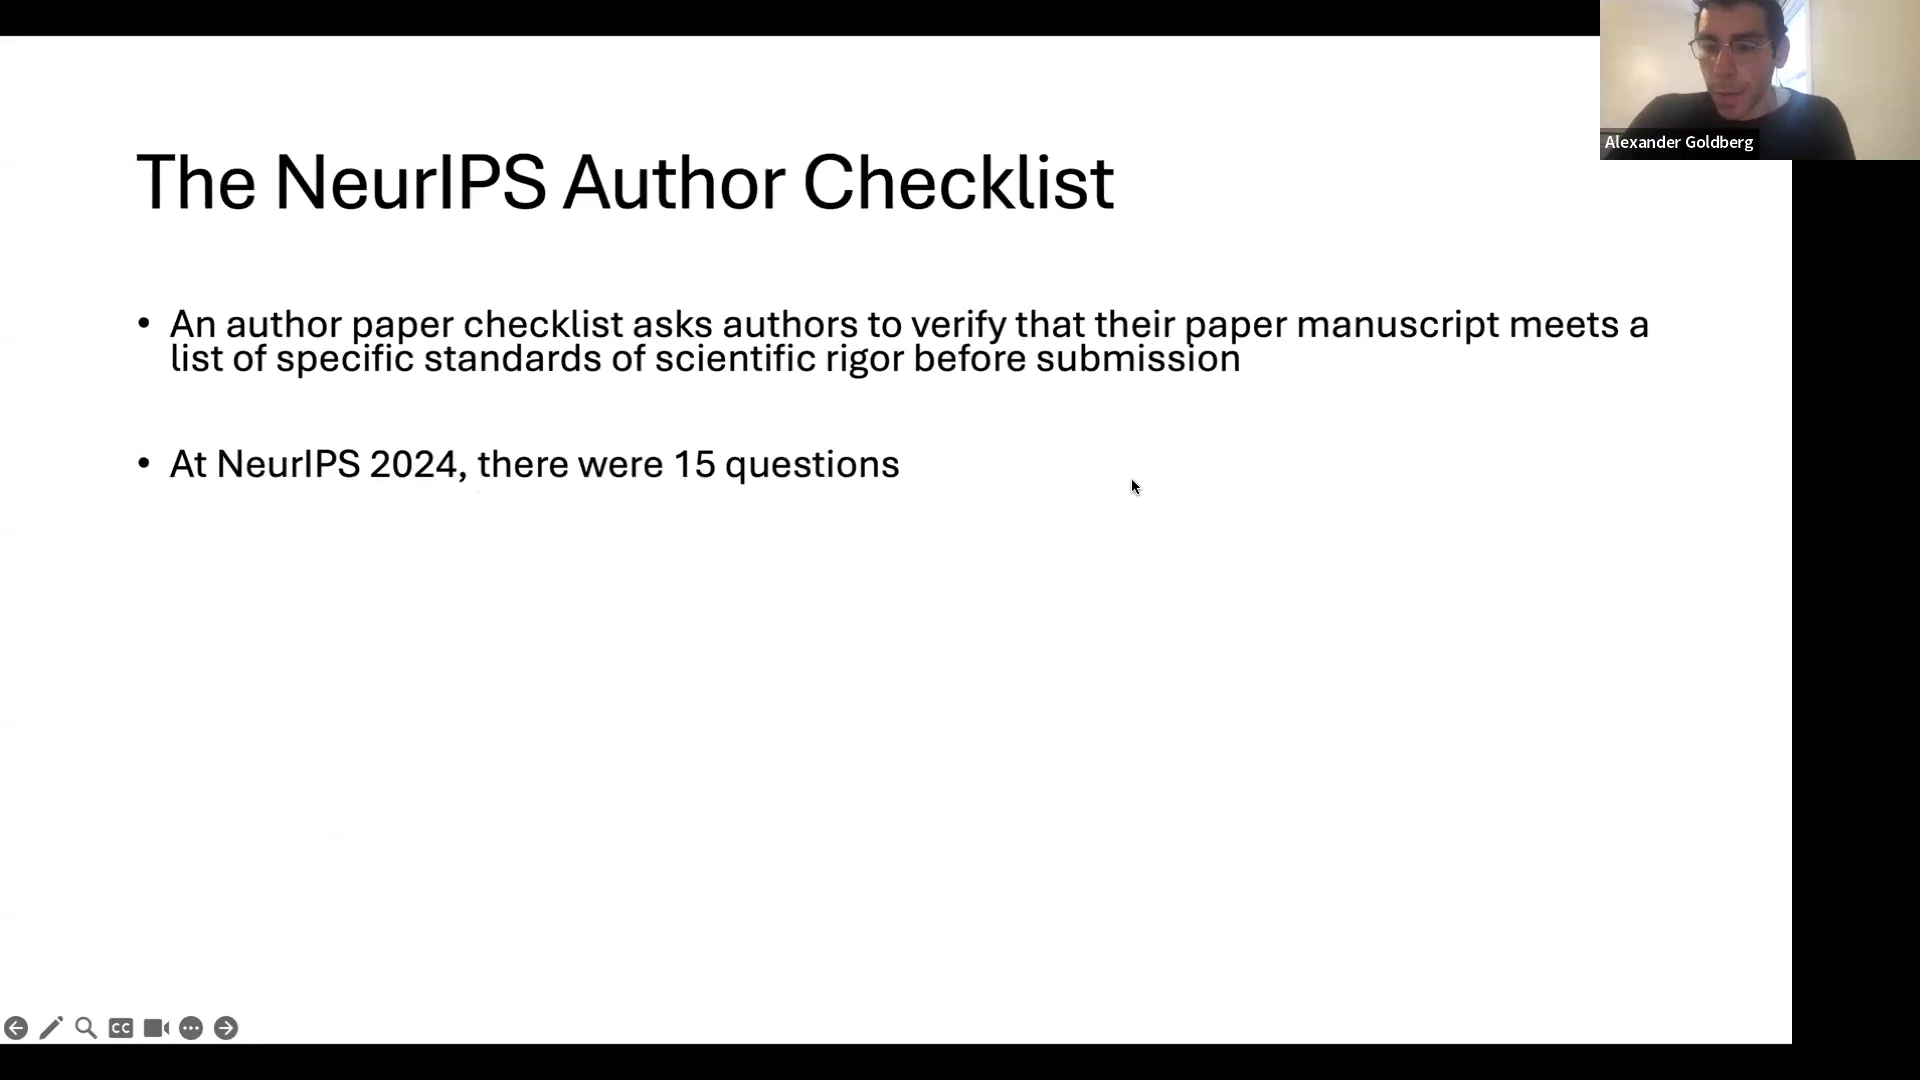 Alexander Goldberg
The NeurIPS Author Checklist
• An author paper checklist asks authors to verify that their paper manuscript meets a
list of specific standards of scientific rigor before submission
• At NeurIPS 2024, there were 15 questions
CC